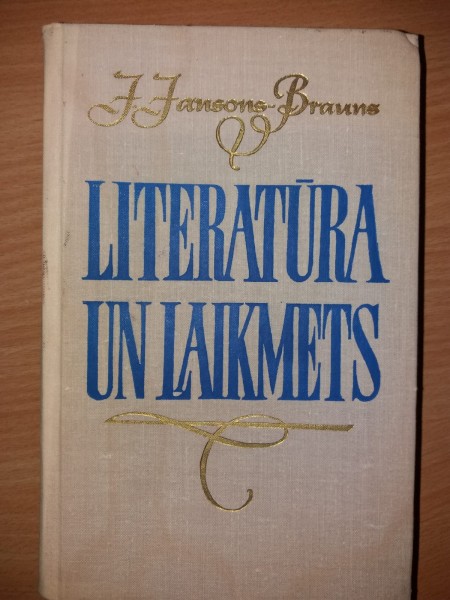 J. Jansons-Brauns
LITERATŪRA
UN LAIKMETS